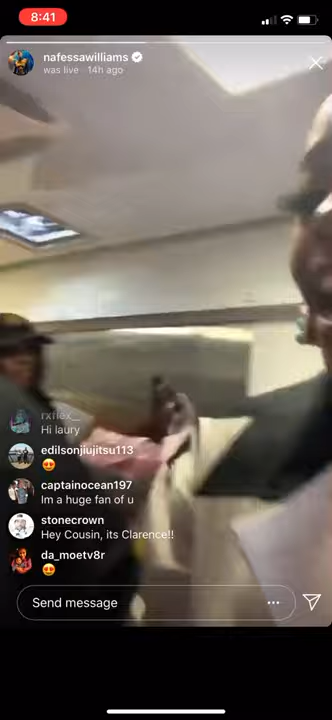 8:41
nafessawilliams
was live · 14h ago
rxflex_
Hi laury
edilsonjiujitsu113
😍
captainocean197
Im a huge fan of u
stonecrown
Hey Cousin, its Clarence!!
da_moetv8r
😍
Send message